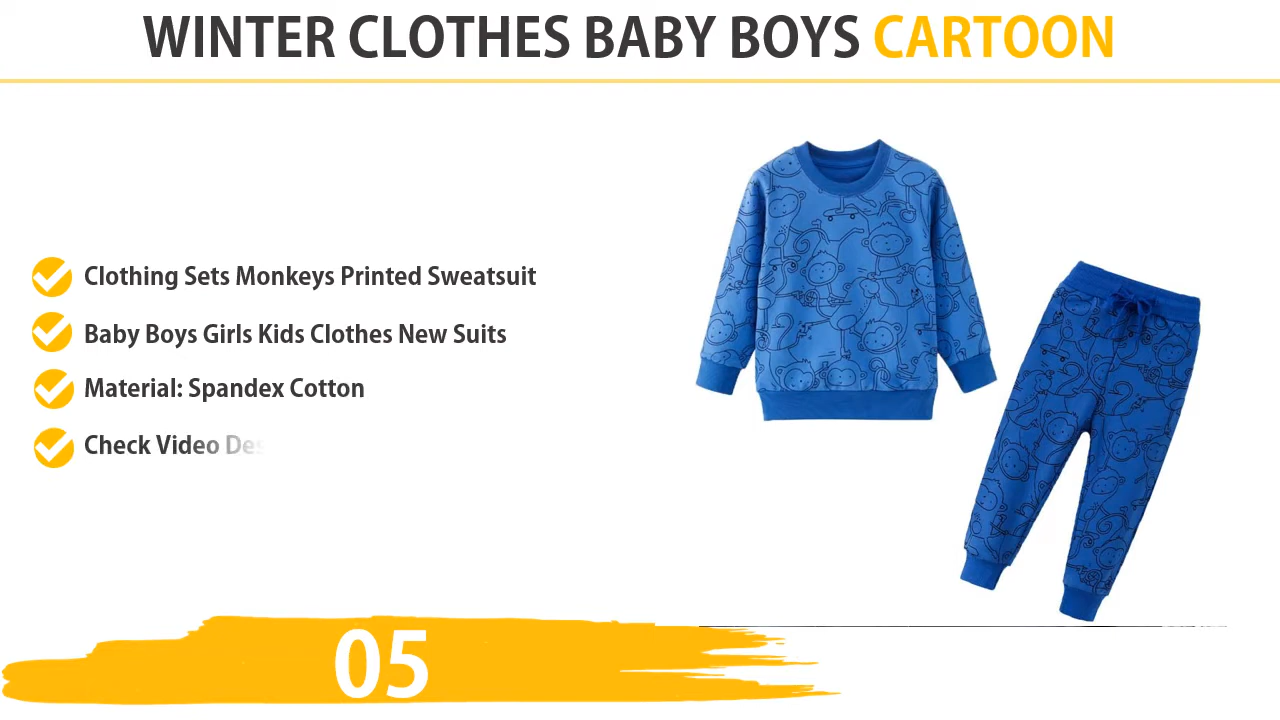 WINTER CLOTHES BABY BOYS CARTOON
Clothing Sets Monkeys Printed Sweatsuit
Baby Boys Girls Kids Clothes New Suits
Material: Spandex Cotton
Check Video
05